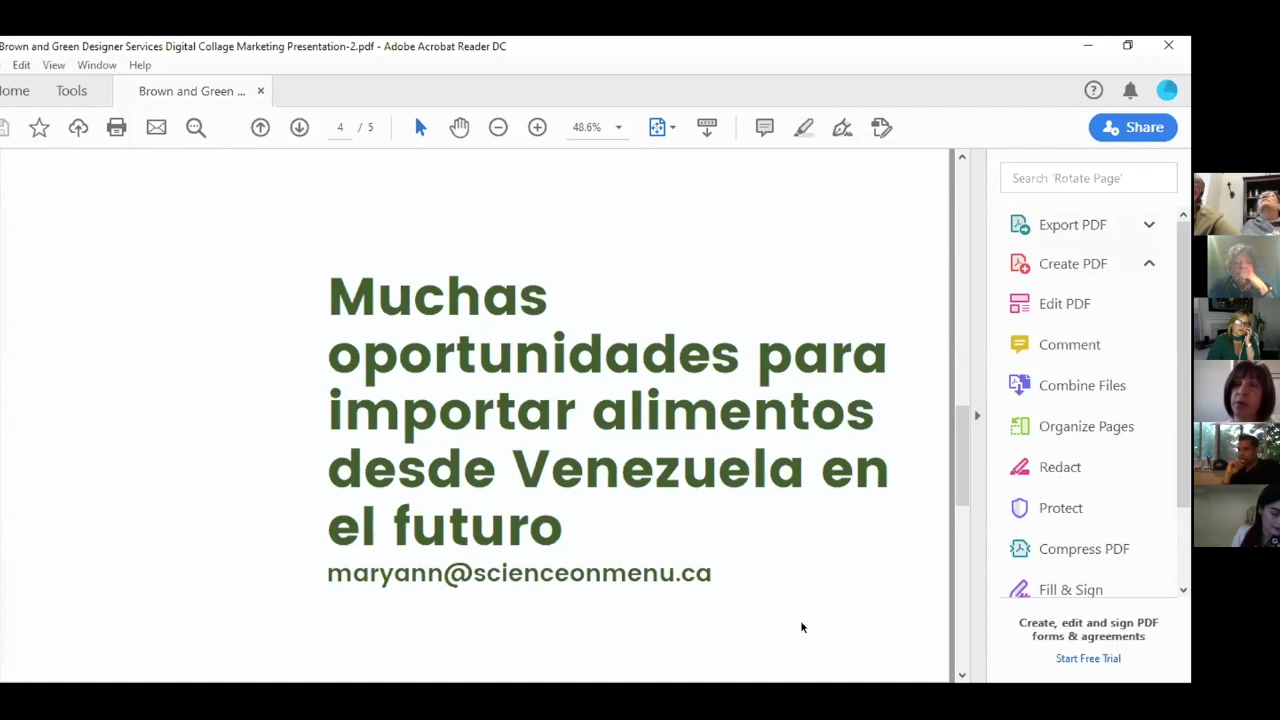 Brown and Green Designer Services Digital Collage Marketing Presentation-2.pdf - Adobe Acrobat Reader DC
Edit View Window Help
ome Tools Brown and Green ... ×
4 / 5 48.6% Share
Search 'Rotate Page'
Export PDF
Create PDF
Edit PDF
Comment
Combine Files
Organize Pages
Redact
Protect
Compress PDF
Fill & Sign
Create, edit and sign PDF
forms & agreements
Start Free Trial
Muchas
oportunidades para
importar alimentos
desde Venezuela en
el futuro
maryann@scienceonmenu.ca